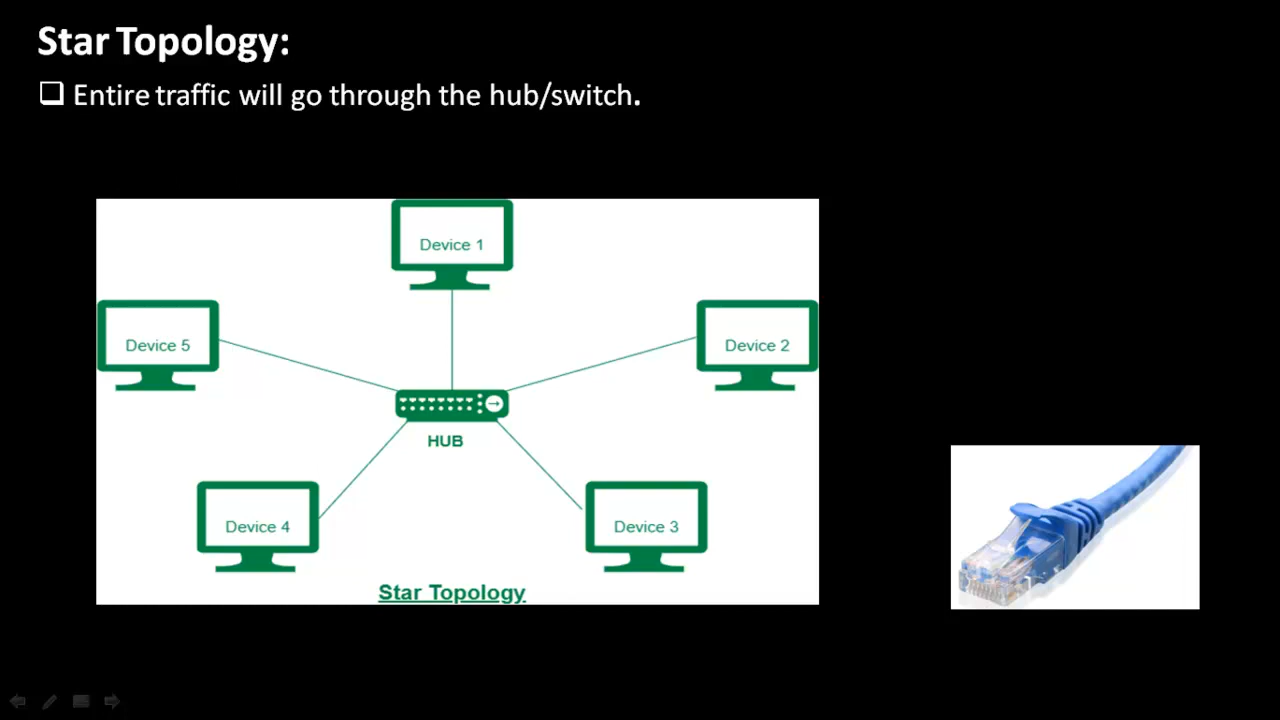 Star Topology:
Entire traffic will go through the hub/switch.
Device 1
Device 5
Device 2
HUB
Device 4
Device 3
Star Topology